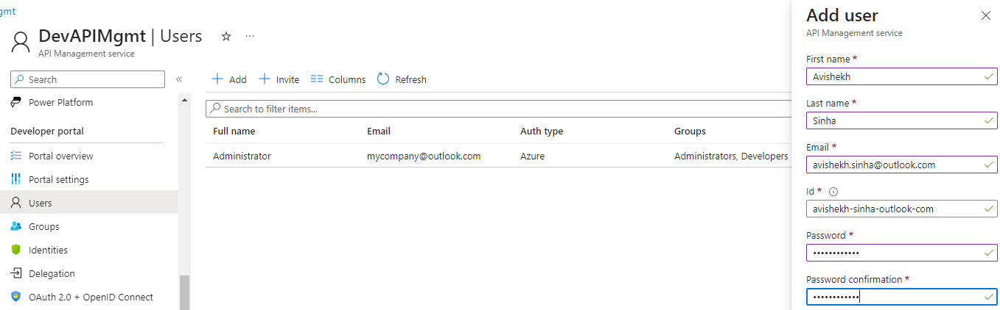 gmt
DevAPIMgmt | Users
API Management service
Search
Power Platform
Developer portal
Portal overview
Portal settings
Users
Groups
Identities
Delegation
OAuth 2.0 + OpenID Connect
Add Invite Columns Refresh
Search to filter items...
Full name Email Auth type Groups
Administrator mycompany@outlook.com Azure Administrators, Developers
Add user
API Management service
First name *
Avishekh
Last name *
Sinha
Email *
avishekh.sinha@outlook.com
Id *
avishekh-sinha-outlook-com
Password *
••••••••••••
Password confirmation *
••••••••••••